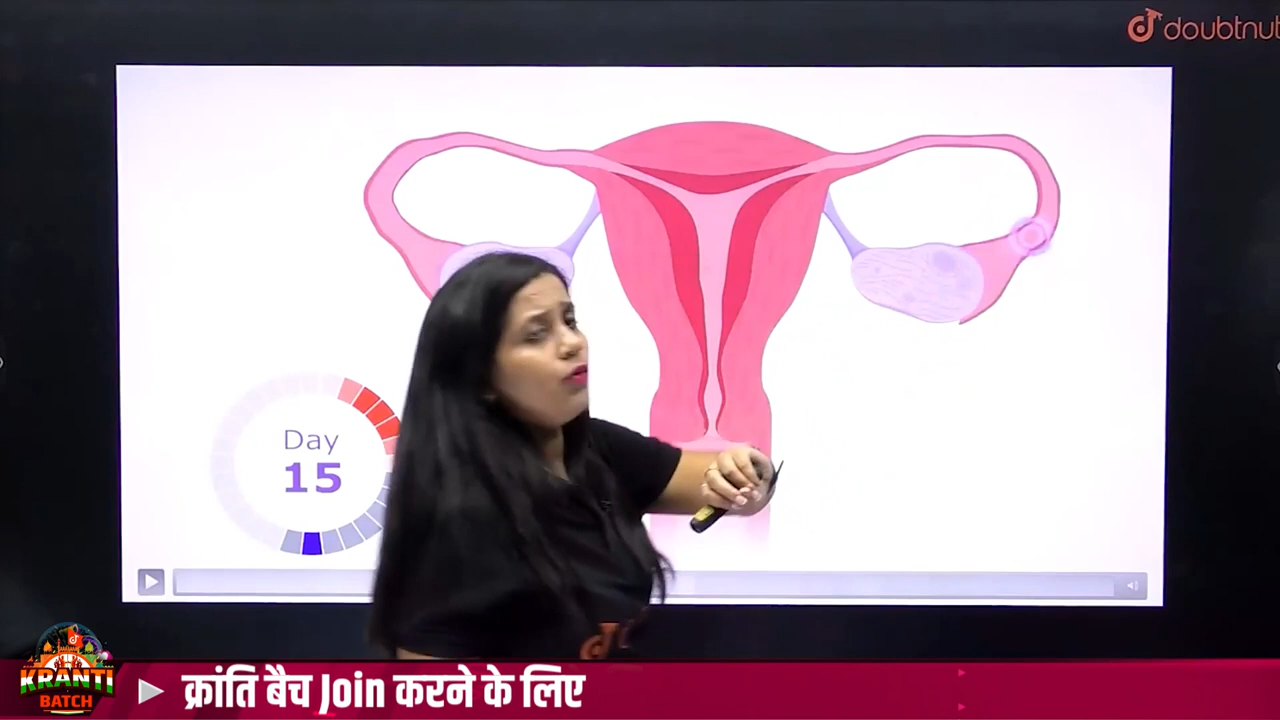 doubtnut
Day
15
KRANTI
BATCH
क्रांति बैच Join करने के लिए